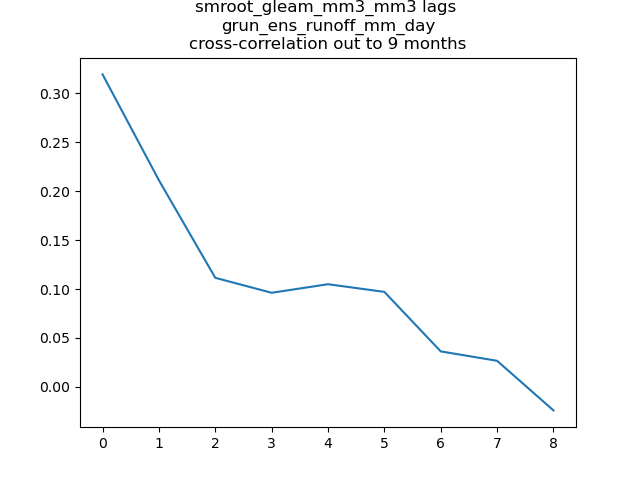 smroot_gleam_mm3_mm3 lags
grun_ens_runoff_mm_day
cross-correlation out to 9 months
0.30
0.25
0.20
0.15
0.10
0.05
0.00
0 1 2 3 4 5 6 7 8